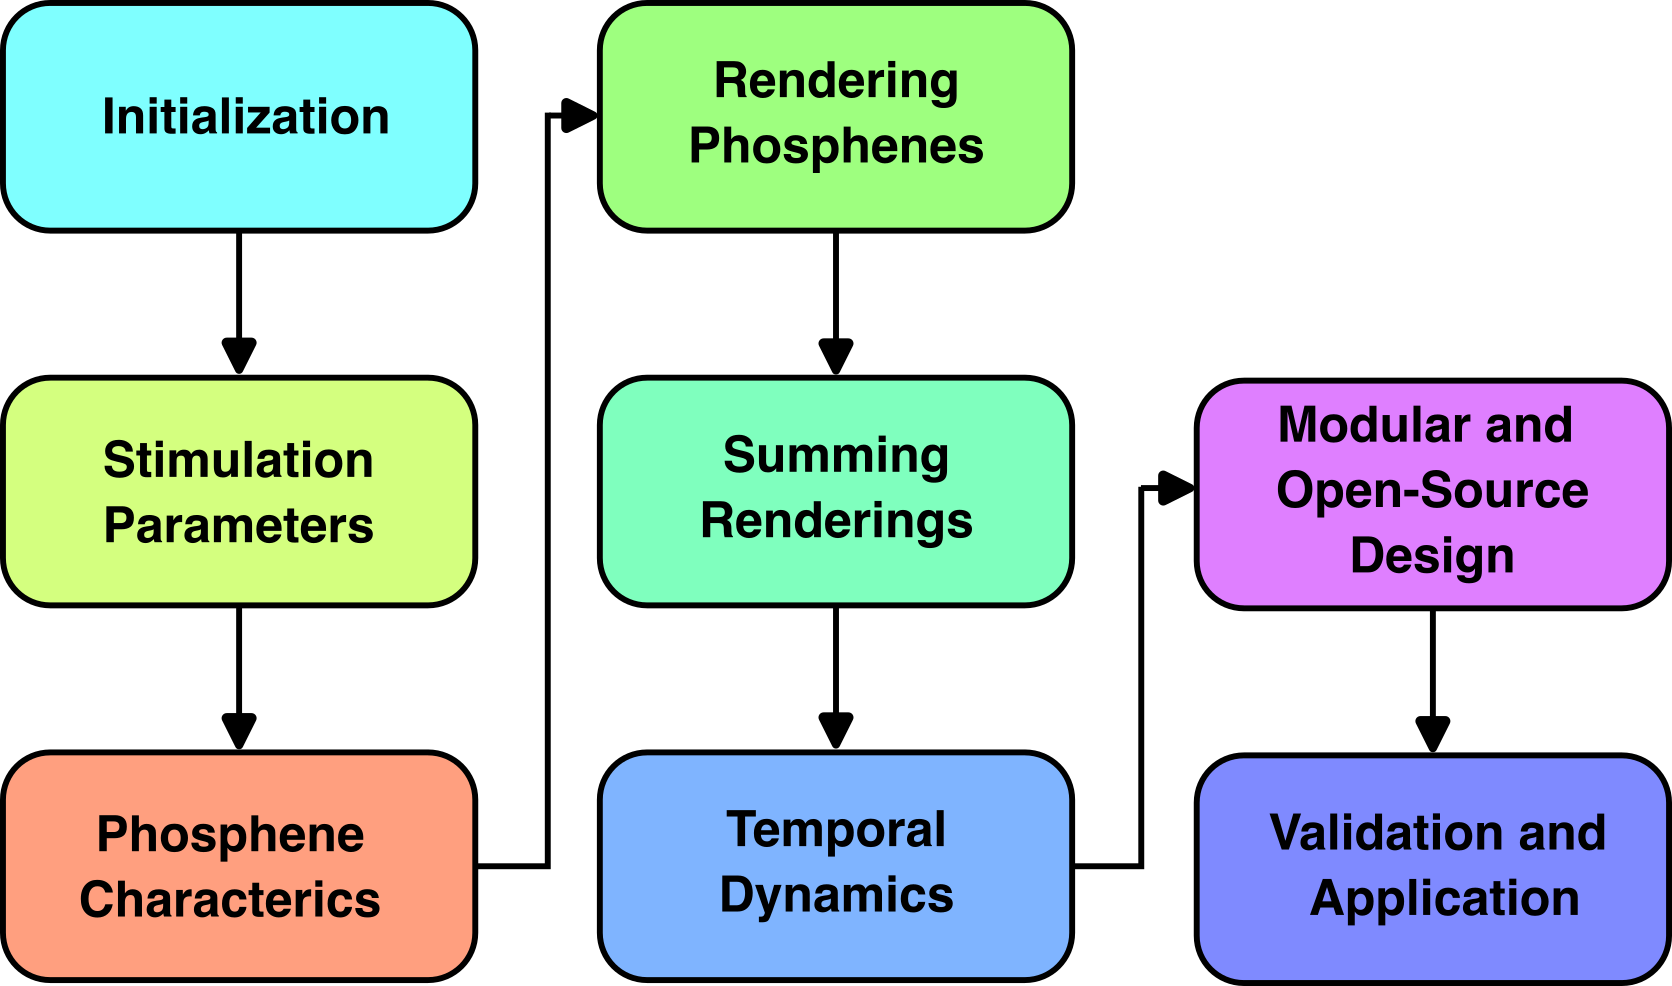 Initialization
Stimulation
Parameters
Phosphene
Characterics
Rendering
Phosphenes
Summing
Renderings
Temporal
Dynamics
Modular and
Open-Source
Design
Validation and
Application